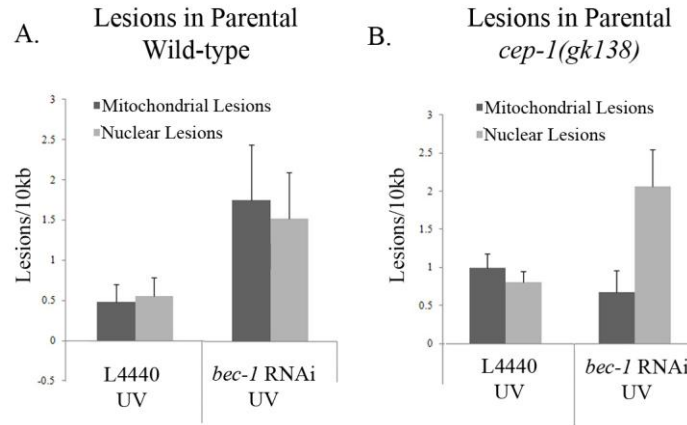 A.
Lesions in Parental
Wild-type
Lesions/10kb
3
2.5
2
1.5
1
0.5
0
-0.5
Mitochondrial Lesions
Nuclear Lesions
L4440
UV
bec-1 RNAi
UV
B.
Lesions in Parental
cep-1(gk138)
Lesions/10kb
3
2.5
2
1.5
1
0.5
0
Mitochondrial Lesions
Nuclear Lesions
L4440
UV
bec-1 RNAi
UV